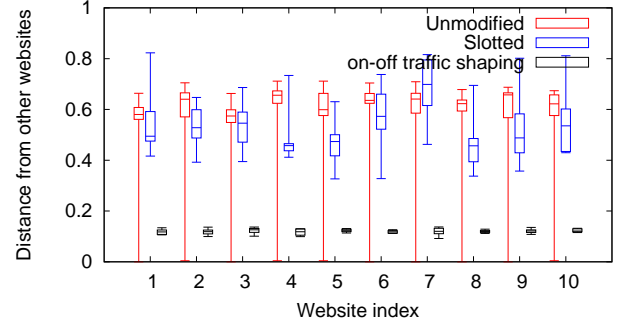 1
0.8
0.6
0.4
0.2
0
Distance from other websites
Unmodified
Slotted
on-off traffic shaping
1 2 3 4 5 6 7 8 9 10
Website index